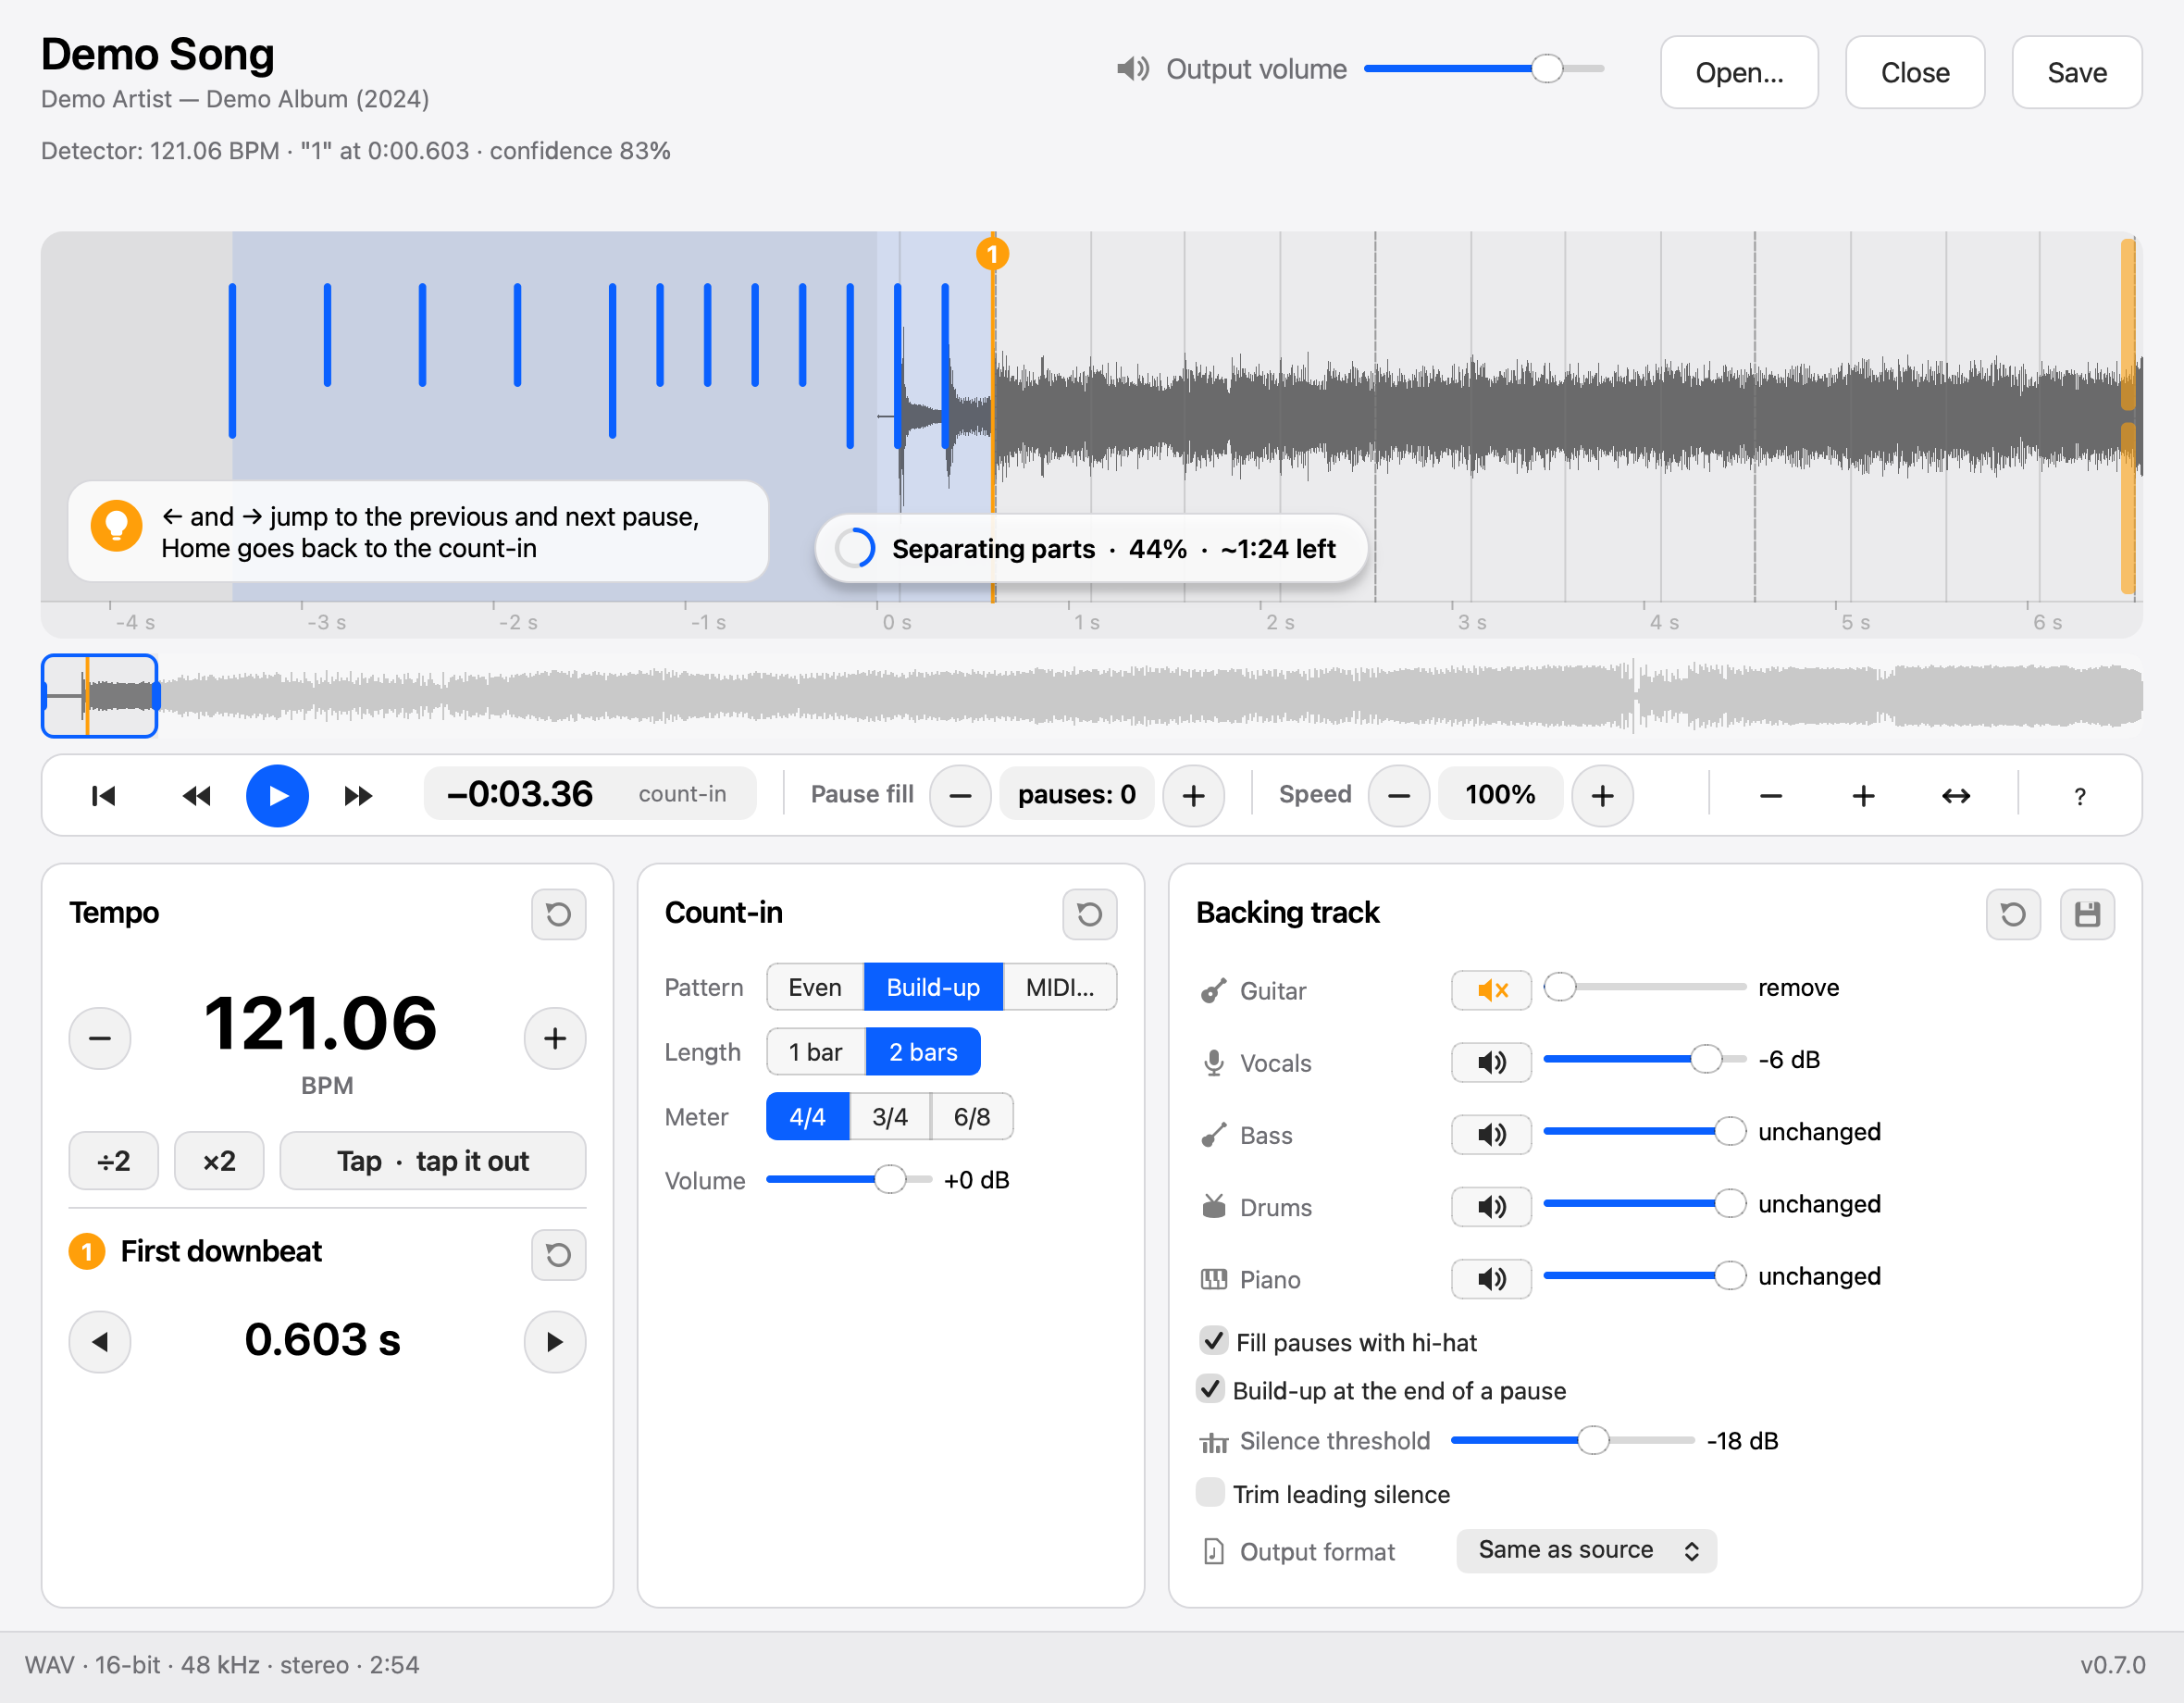 Demo Song
Demo Artist — Demo Album (2024)
Detector: 121.06 BPM · "1" at 0:00.603 · confidence 83%
Output volume
Open...
Close
Save
1
← and → jump to the previous and next pause,
Home goes back to the count-in
Separating parts · 44% · ~1:24 left
-4 s -3 s -2 s -1 s 0 s 1 s 2 s 3 s 4 s 5 s 6 s
−0:03.36 count-in
Pause fill − pauses: 0 +
Speed − 100% +
− + ↔ ?
Tempo
− 121.06 +
BPM
÷2 ×2 Tap · tap it out
1 First downbeat
0.603 s
Count-in
Pattern Even Build-up MIDI...
Length 1 bar 2 bars
Meter 4/4 3/4 6/8
Volume +0 dB
Backing track
Guitar remove
Vocals -6 dB
Bass unchanged
Drums unchanged
Piano unchanged
Fill pauses with hi-hat
Build-up at the end of a pause
Silence threshold -18 dB
Trim leading silence
Output format Same as source
WAV · 16-bit · 48 kHz · stereo · 2:54
v0.7.0